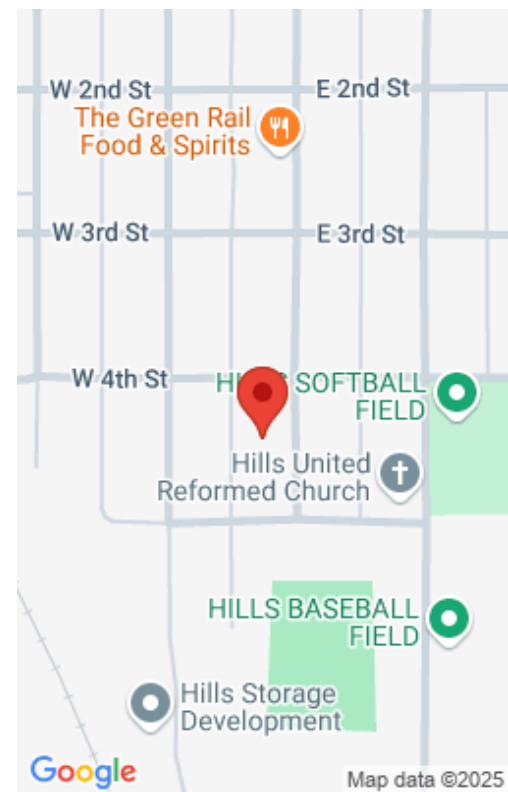 W 2nd St
E 2nd St
The Green Rail
Food & Spirits
W 3rd St
E 3rd St
W 4th St
HILLS SOFTBALL
FIELD
Hills United
Reformed Church
HILLS BASEBALL
FIELD
Hills Storage
Development
Google
Map data ©2025